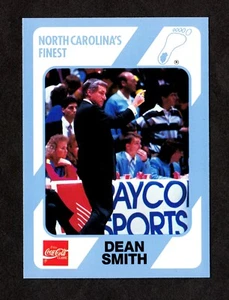 NORTH CAROLINA'S
FINEST
AYCO
SPORTS
Coca-Cola
DEAN
SMITH